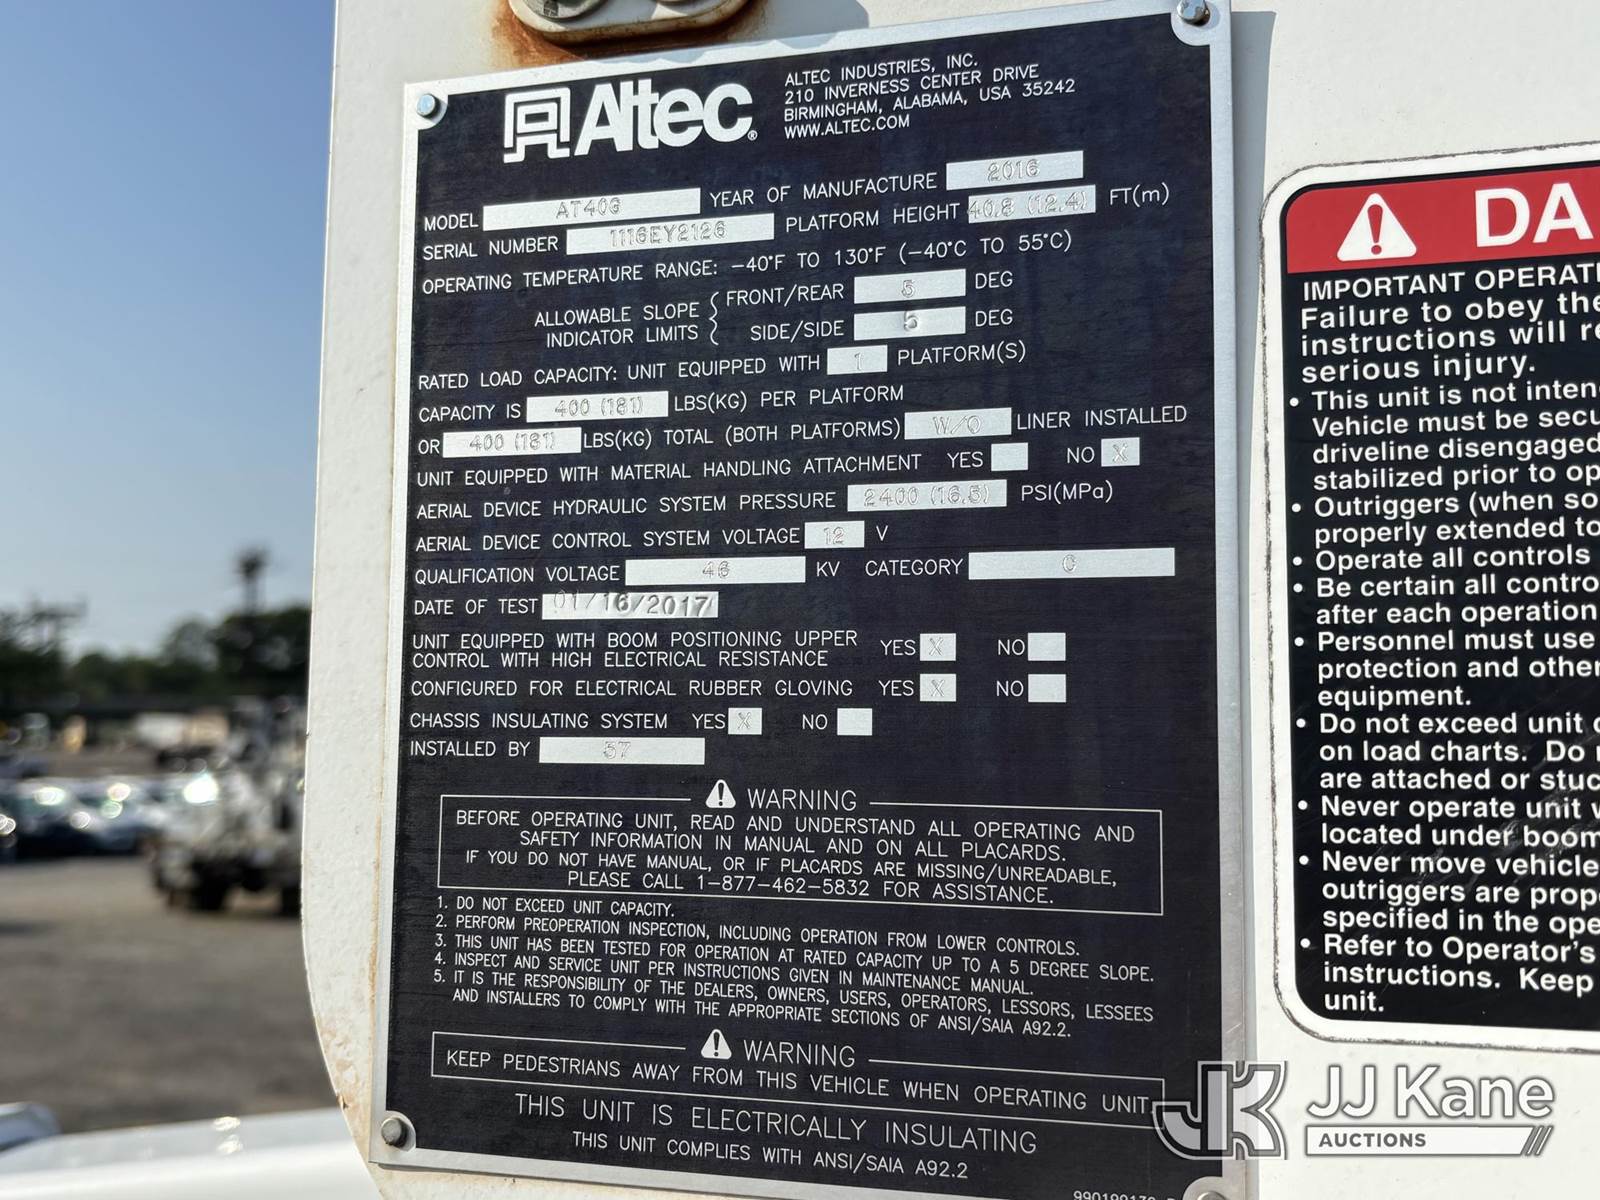 Altec®
ALTEC INDUSTRIES, INC.
210 INVERNESS CENTER DRIVE
BIRMINGHAM, ALABAMA, USA 35242
WWW.ALTEC.COM
MODEL AT40G YEAR OF MANUFACTURE 2016
SERIAL NUMBER 1116EY2126 PLATFORM HEIGHT 40.8 (12.4) FT(m)
OPERATING TEMPERATURE RANGE: -40°F TO 130°F (-40°C TO 55°C)
ALLOWABLE SLOPE INDICATOR LIMITS { FRONT/REAR 5 DEG
SIDE/SIDE 5 DEG
RATED LOAD CAPACITY: UNIT EQUIPPED WITH 1 PLATFORM(S)
CAPACITY IS 400 (181) LBS(KG) PER PLATFORM
OR 400 (181) LBS(KG) TOTAL (BOTH PLATFORMS) W/O LINER INSTALLED
UNIT EQUIPPED WITH MATERIAL HANDLING ATTACHMENT YES NO X
AERIAL DEVICE HYDRAULIC SYSTEM PRESSURE 2400 (16.5) PSI(MPa)
AERIAL DEVICE CONTROL SYSTEM VOLTAGE 12 V
QUALIFICATION VOLTAGE 46 KV CATEGORY C
DATE OF TEST 01/16/2017
UNIT EQUIPPED WITH BOOM POSITIONING UPPER
CONTROL WITH HIGH ELECTRICAL RESISTANCE YES X NO
CONFIGURED FOR ELECTRICAL RUBBER GLOVING YES X NO
CHASSIS INSULATING SYSTEM YES X NO
INSTALLED BY 57
WARNING
BEFORE OPERATING UNIT, READ AND UNDERSTAND ALL OPERATING AND
SAFETY INFORMATION IN MANUAL AND ON ALL PLACARDS.
IF YOU DO NOT HAVE MANUAL, OR IF PLACARDS ARE MISSING/UNREADABLE,
PLEASE CALL 1-877-462-5832 FOR ASSISTANCE.
1. DO NOT EXCEED UNIT CAPACITY.
2. PERFORM PREOPERATION INSPECTION, INCLUDING OPERATION FROM LOWER CONTROLS.
3. THIS UNIT HAS BEEN TESTED FOR OPERATION AT RATED CAPACITY UP TO A 5 DEGREE SLOPE.
4. INSPECT AND SERVICE UNIT PER INSTRUCTIONS GIVEN IN MAINTENANCE MANUAL.
5. IT IS THE RESPONSIBILITY OF THE DEALERS, OWNERS, USERS, OPERATORS, LESSORS, LESSEES
AND INSTALLERS TO COMPLY WITH THE APPROPRIATE SECTIONS OF ANSI/SAIA A92.2.
WARNING
KEEP PEDESTRIANS AWAY FROM THIS VEHICLE WHEN OPERATING UNIT.
THIS UNIT IS ELECTRICALLY INSULATING
THIS UNIT COMPLIES WITH ANSI/SAIA A92.2
DA
IMPORTANT OPERATI
Failure to obey the
instructions will re
serious injury.
• This unit is not inten
Vehicle must be secu
driveline disengaged
stabilized prior to op
• Outriggers (when so
properly extended to
• Operate all controls
• Be certain all contro
after each operation
• Personnel must use
protection and other
equipment.
• Do not exceed unit c
on load charts. Do n
are attached or stuc
• Never operate unit w
located under boom
• Never move vehicle
outriggers are prop
specified in the ope
• Refer to Operator's
instructions. Keep
unit.
JK JJ Kane
AUCTIONS